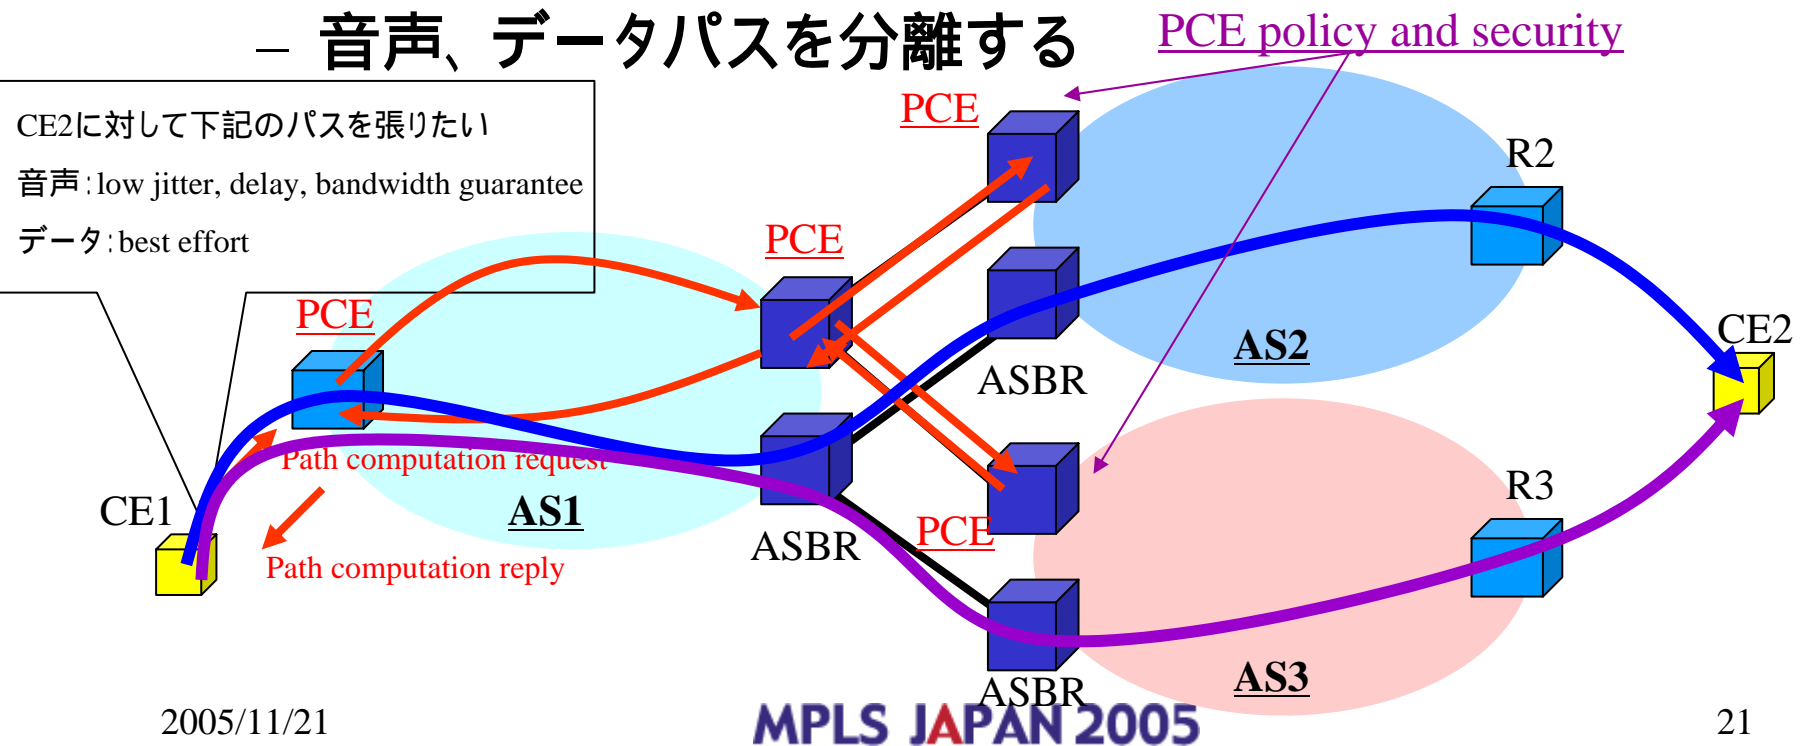 – 音声、データパスを分離する
PCE policy and security
CE2に対して下記のパスを張りたい
音声:low jitter, delay, bandwidth guarantee
データ:best effort
PCE
R2
PCE
PCE
CE2
AS2
ASBR
Path computation request
CE1
AS1
R3
ASBR
PCE
Path computation reply
AS3
ASBR
2005/11/21
MPLS JAPAN 2005
21